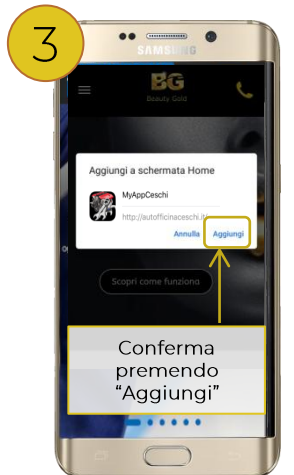 3
SAMSUNG
BG
Beauty Gold
Aggiungi a schermata Home
MyAppCeschi
http://autofficinaceschi.it/
Annulla Aggiungi
Scopri come funziona
Conferma
premendo
“Aggiungi”